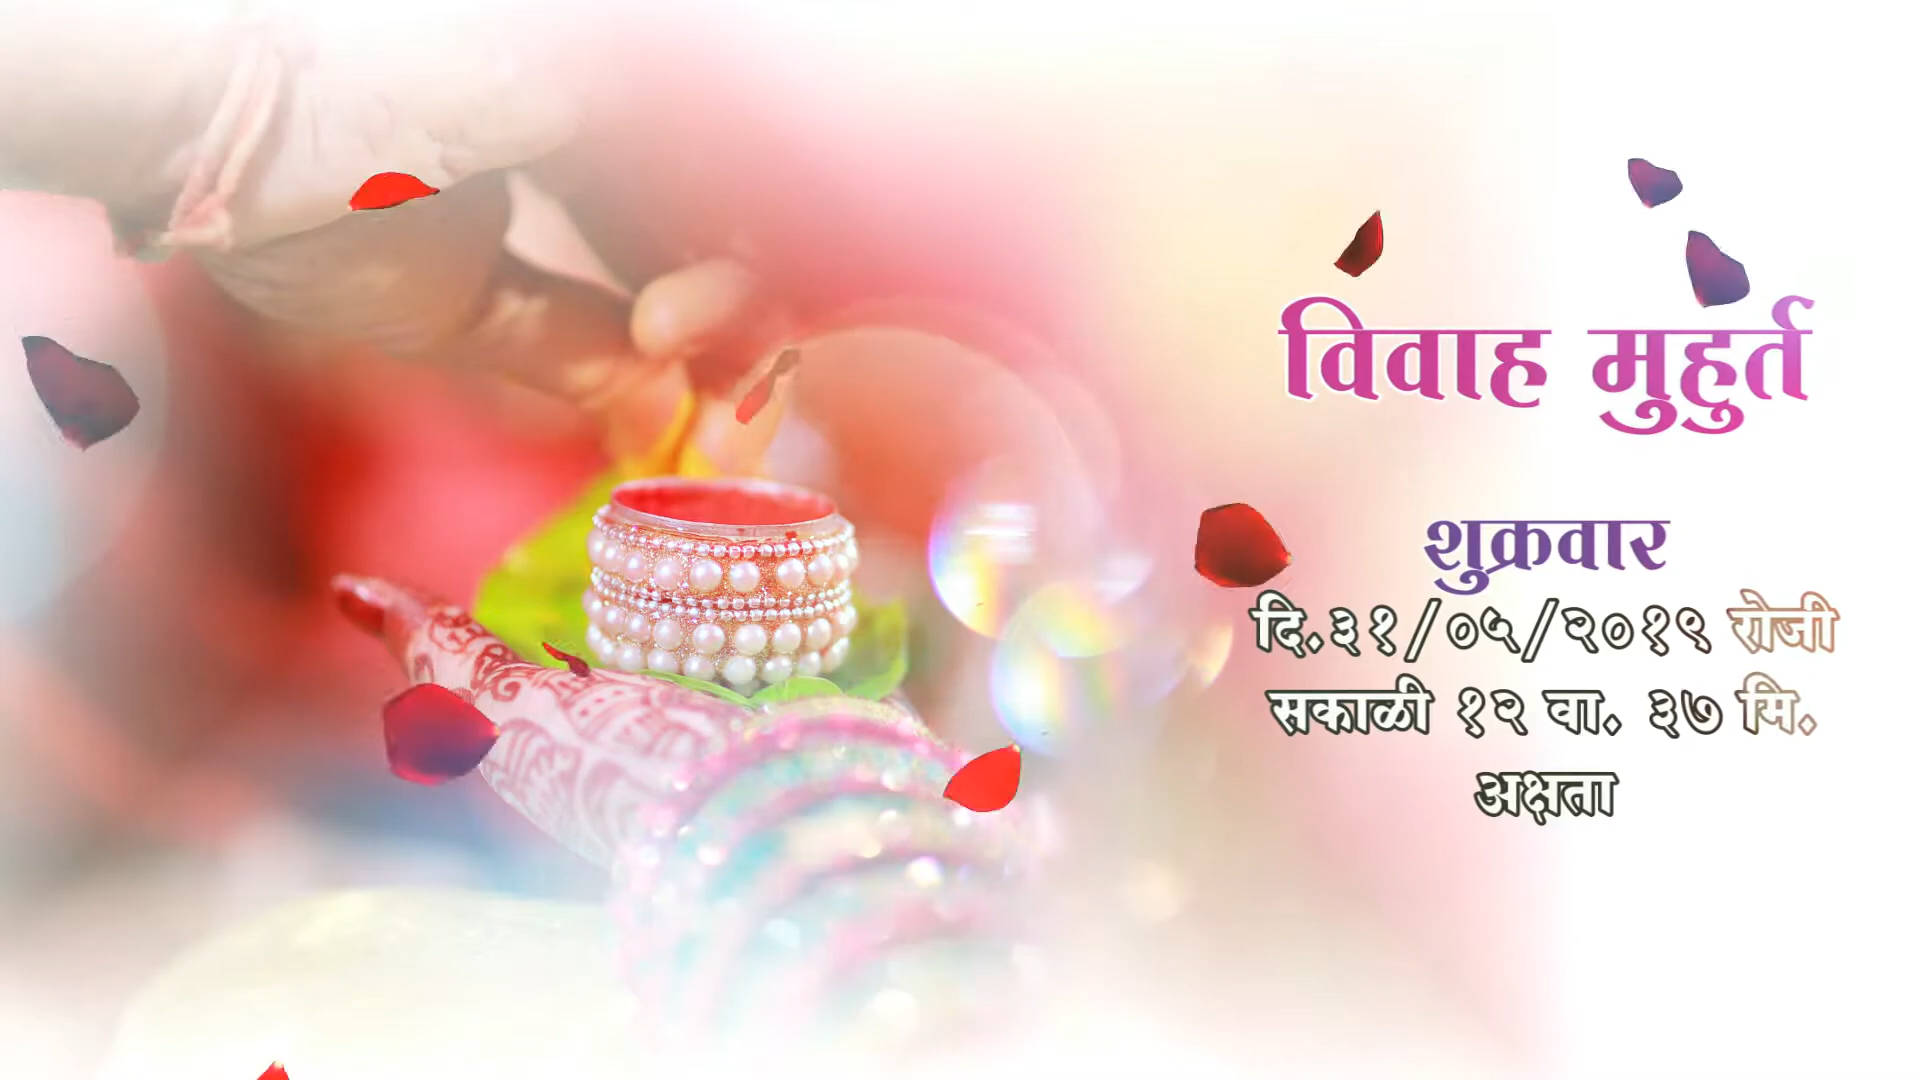 विवाह मुहुर्त
शुक्रवार
दि.३१/०५/२०१९ रोजी
सकाळी १२ वा. ३७ मि.
अक्षता